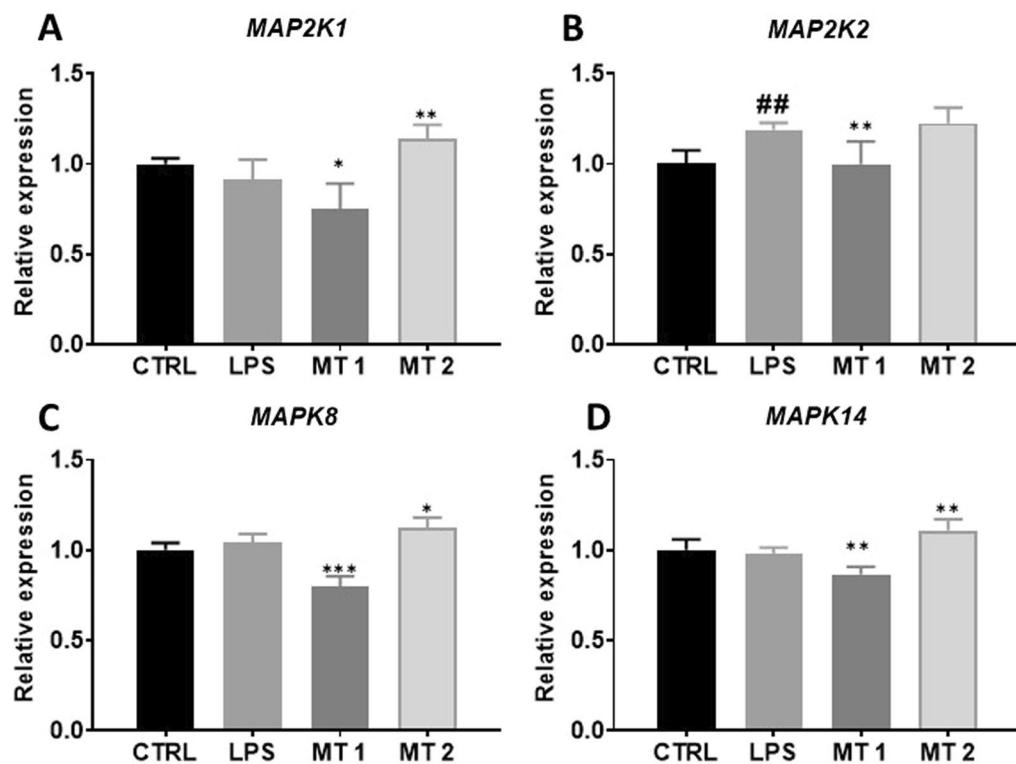 A
MAP2K1
Relative expression
1.5
1.0
0.5
0.0
*
**
CTRL LPS MT 1 MT 2
B
MAP2K2
Relative expression
1.5
1.0
0.5
0.0
##
**
CTRL LPS MT 1 MT 2
C
MAPK8
Relative expression
1.5
1.0
0.5
0.0
***
*
CTRL LPS MT 1 MT 2
D
MAPK14
Relative expression
1.5
1.0
0.5
0.0
**
**
CTRL LPS MT 1 MT 2